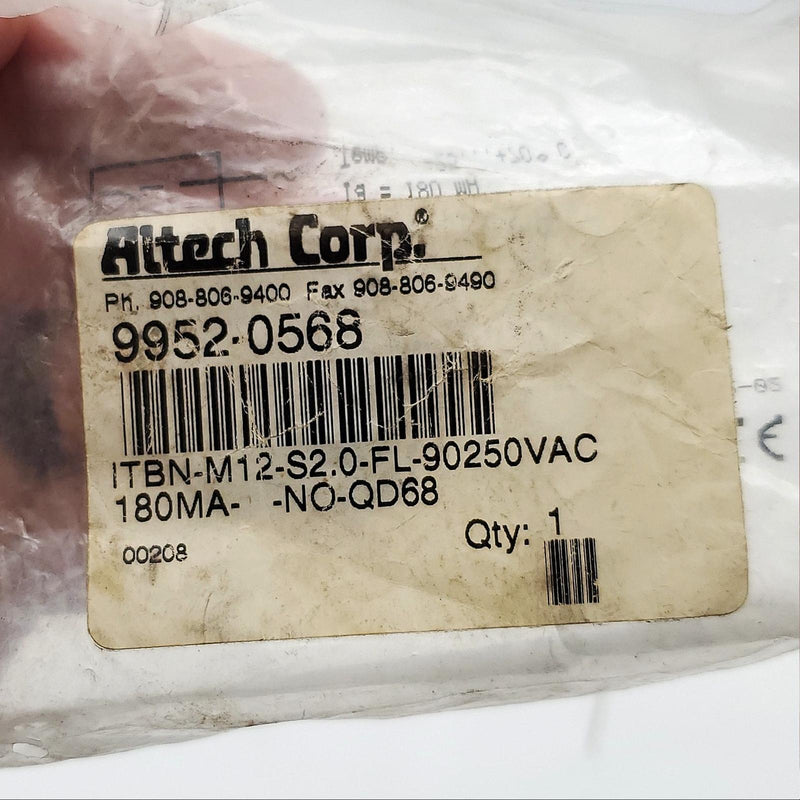 Altech Corp.®
Ph. 908-806-9400 Fax 908-806-9490
9952-0568
ITBN-M12-S2.0-FL-90250VAC
180MA- -NO-QD68
00208
Qty: 1
CE